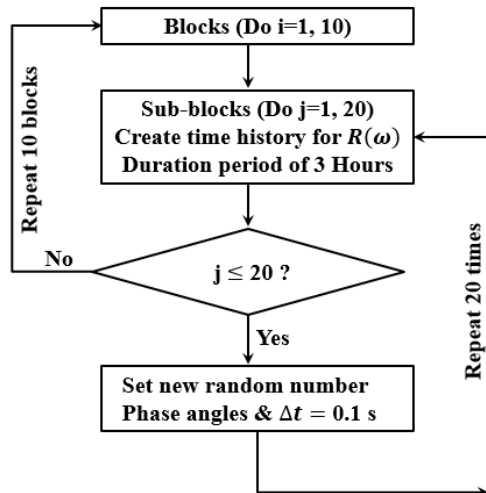 Blocks (Do i=1, 10)
Sub-blocks (Do j=1, 20)
Create time history for R(ω)
Duration period of 3 Hours
Repeat 10 blocks
No
j ≤ 20 ?
Repeat 20 times
Yes
Set new random number
Phase angles & Δt = 0.1 s